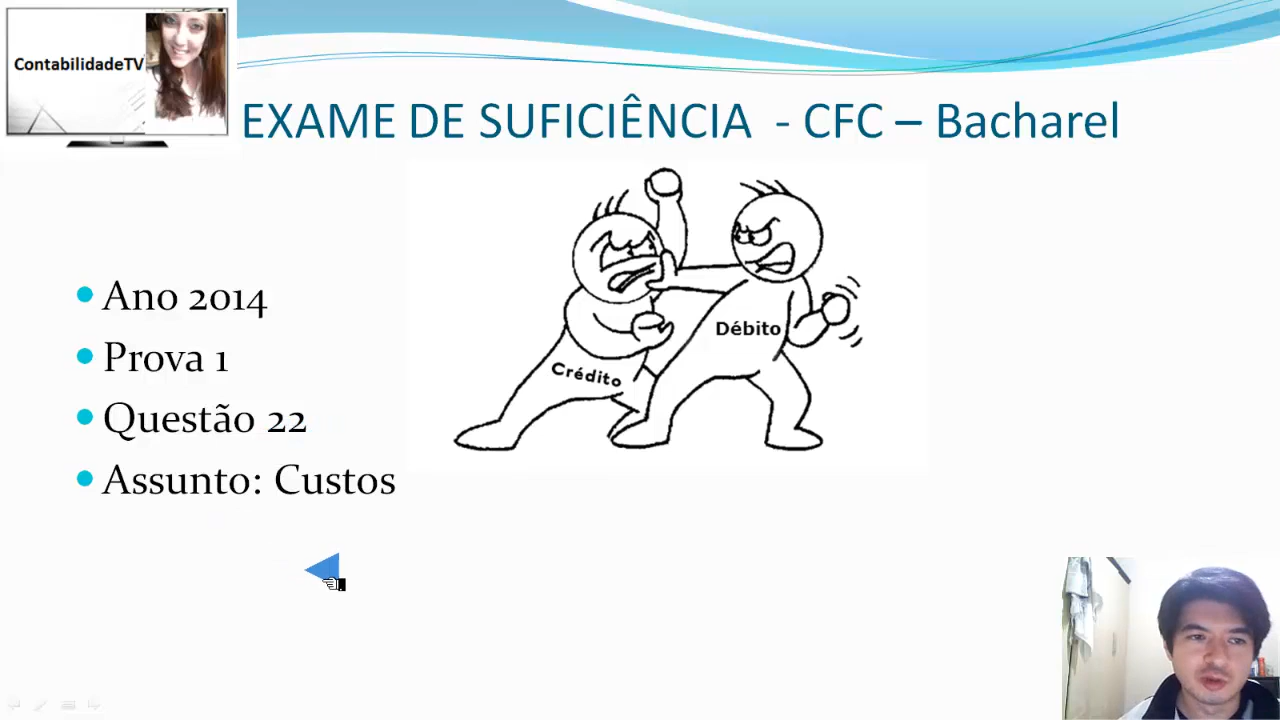 ContabilidadeTV
EXAME DE SUFICIÊNCIA - CFC – Bacharel
Ano 2014
Prova 1
Questão 22
Assunto: Custos
Crédito
Débito